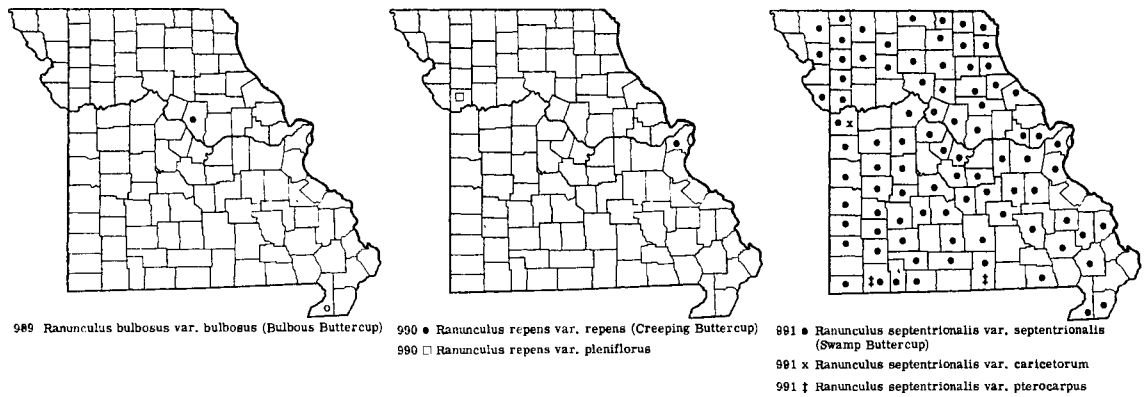 989 Ranunculus bulbosus var. bulbosus (Bulbous Buttercup)
990 ● Ranunculus repens var. repens (Creeping Buttercup)
990 □ Ranunculus repens var. pleniflorus
991 ● Ranunculus septentrionalis var. septentrionalis
(Swamp Buttercup)
991 x Ranunculus septentrionalis var. caricetorum
991 ‡ Ranunculus septentrionalis var. pterocarpus